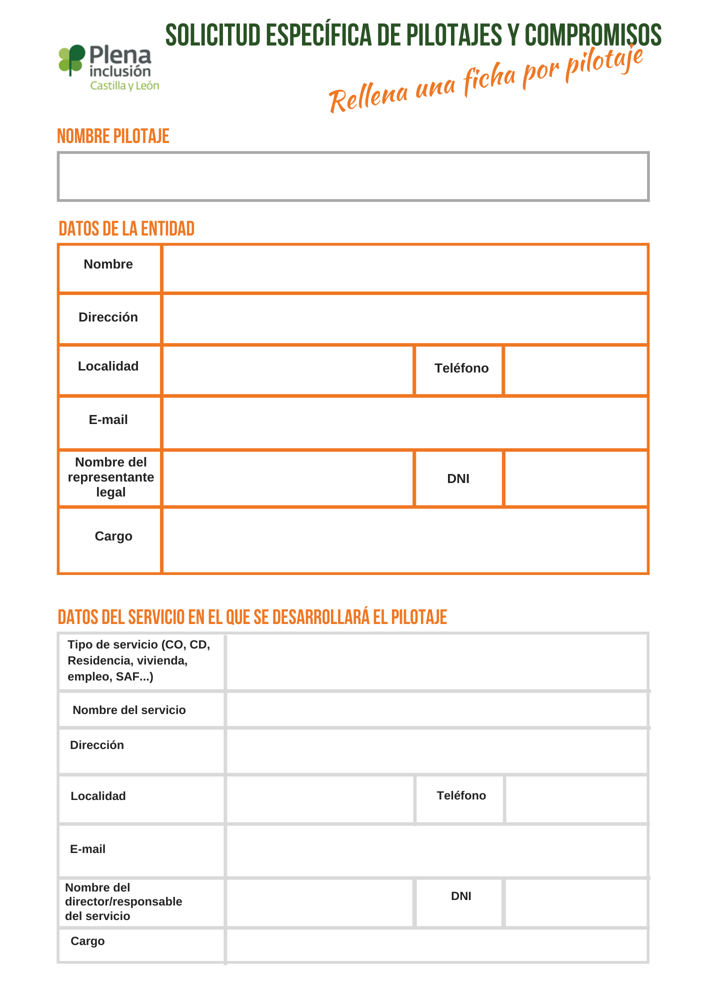 SOLICITUD ESPECÍFICA DE PILOTAJES Y COMPROMISOS
Plena
inclusión
Castilla y León
Rellena una ficha por pilotaje
NOMBRE PILOTAJE
DATOS DE LA ENTIDAD
Nombre
Dirección
Localidad
Teléfono
E-mail
Nombre del
representante
legal
DNI
Cargo
DATOS DEL SERVICIO EN EL QUE SE DESARROLLARÁ EL PILOTAJE
Tipo de servicio (CO, CD,
Residencia, vivienda,
empleo, SAF...)
Nombre del servicio
Dirección
Localidad
Teléfono
E-mail
Nombre del
director/responsable
del servicio
DNI
Cargo